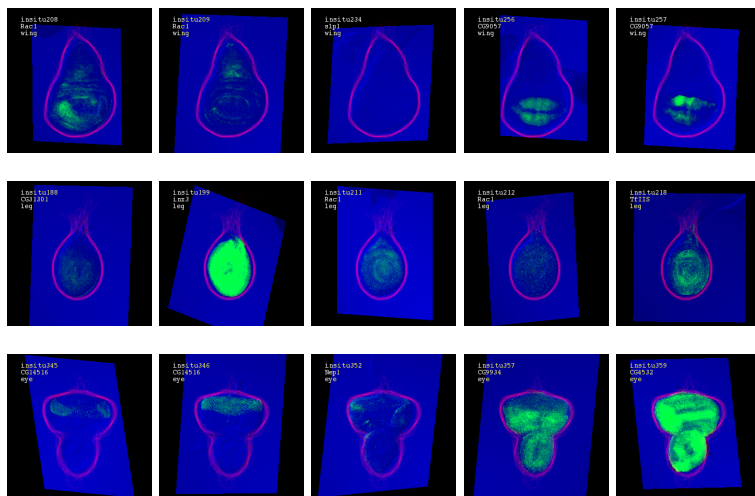 insitu208
Rac1
wing
insitu209
Rac1
wing
insitu234
slp1
wing
insitu256
CG9057
wing
insitu257
CG9057
wing
insitu188
CG31301
leg
insitu199
inx3
leg
insitu211
Rac1
leg
insitu212
Rac1
leg
insitu218
TfIIS
leg
insitu345
CG14516
eye
insitu346
CG14516
eye
insitu352
Nep1
eye
insitu357
CG9934
eye
insitu359
CG4532
eye